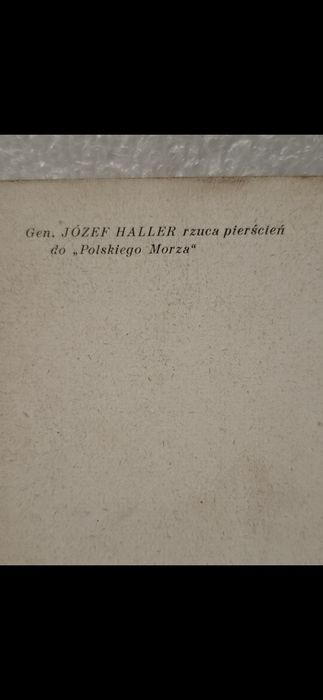 Gen. JÓZEF HALLER rzuca pierścień
do „Polskiego Morza“